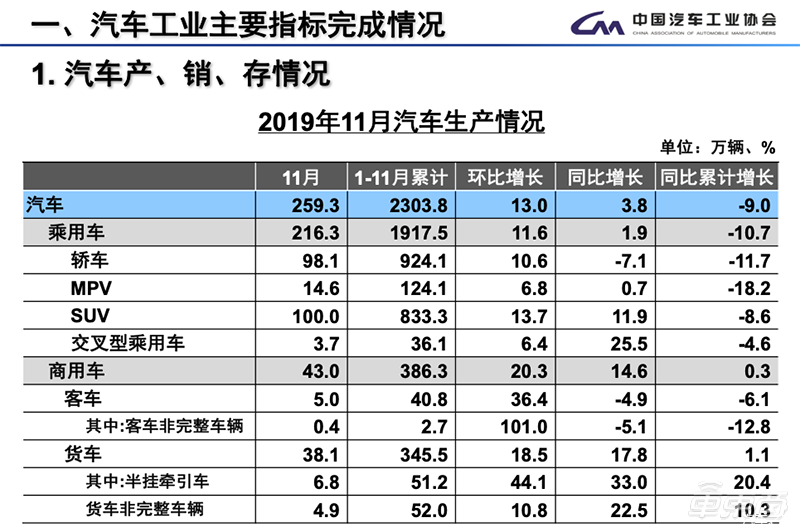 一、汽车工业主要指标完成情况
中国汽车工业协会
CHINA ASSOCIATION OF AUTOMOBILE MANUFACTURERS
1. 汽车产、销、存情况
2019年11月汽车生产情况
单位：万辆、%
11月 1-11月累计 环比增长 同比增长 同比累计增长
汽车 259.3 2303.8 13.0 3.8 -9.0
乘用车 216.3 1917.5 11.6 1.9 -10.7
轿车 98.1 924.1 10.6 -7.1 -11.7
MPV 14.6 124.1 6.8 0.7 -18.2
SUV 100.0 833.3 13.7 11.9 -8.6
交叉型乘用车 3.7 36.1 6.4 25.5 -4.6
商用车 43.0 386.3 20.3 14.6 0.3
客车 5.0 40.8 36.4 -4.9 -6.1
其中:客车非完整车辆 0.4 2.7 101.0 -5.1 -12.8
货车 38.1 345.5 18.5 17.8 1.1
其中:半挂牵引车 6.8 51.2 44.1 33.0 20.4
货车非完整车辆 4.9 52.0 10.8 22.5 10.3